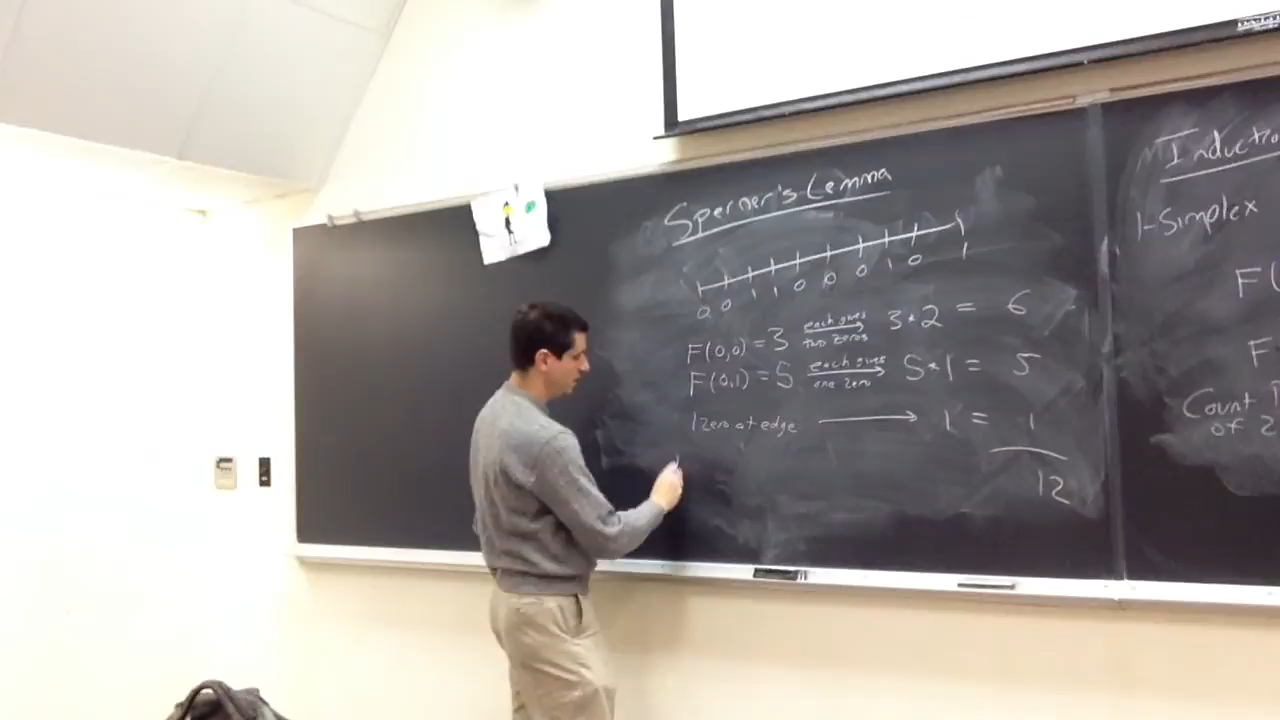 Sperner's Lemma
0 0 1 1 0 0 0 1 0 1
F(0,0) = 3 each gives two zeros 3*2 = 6
F(0,1) = 5 each gives one zero 5*1 = 5
1 zero at edge 1 = 1
12
Inductio
1-Simplex
F(
F
Count
of 2